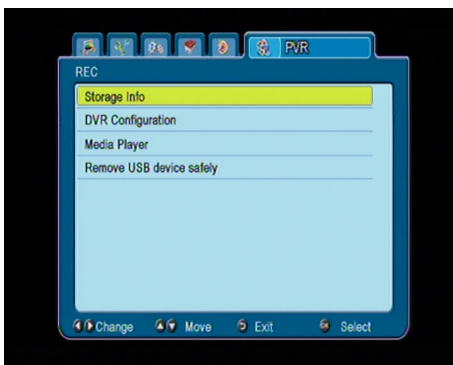 PVR
REC
Storage Info
DVR Configuration
Media Player
Remove USB device safely
Change Move Exit Select